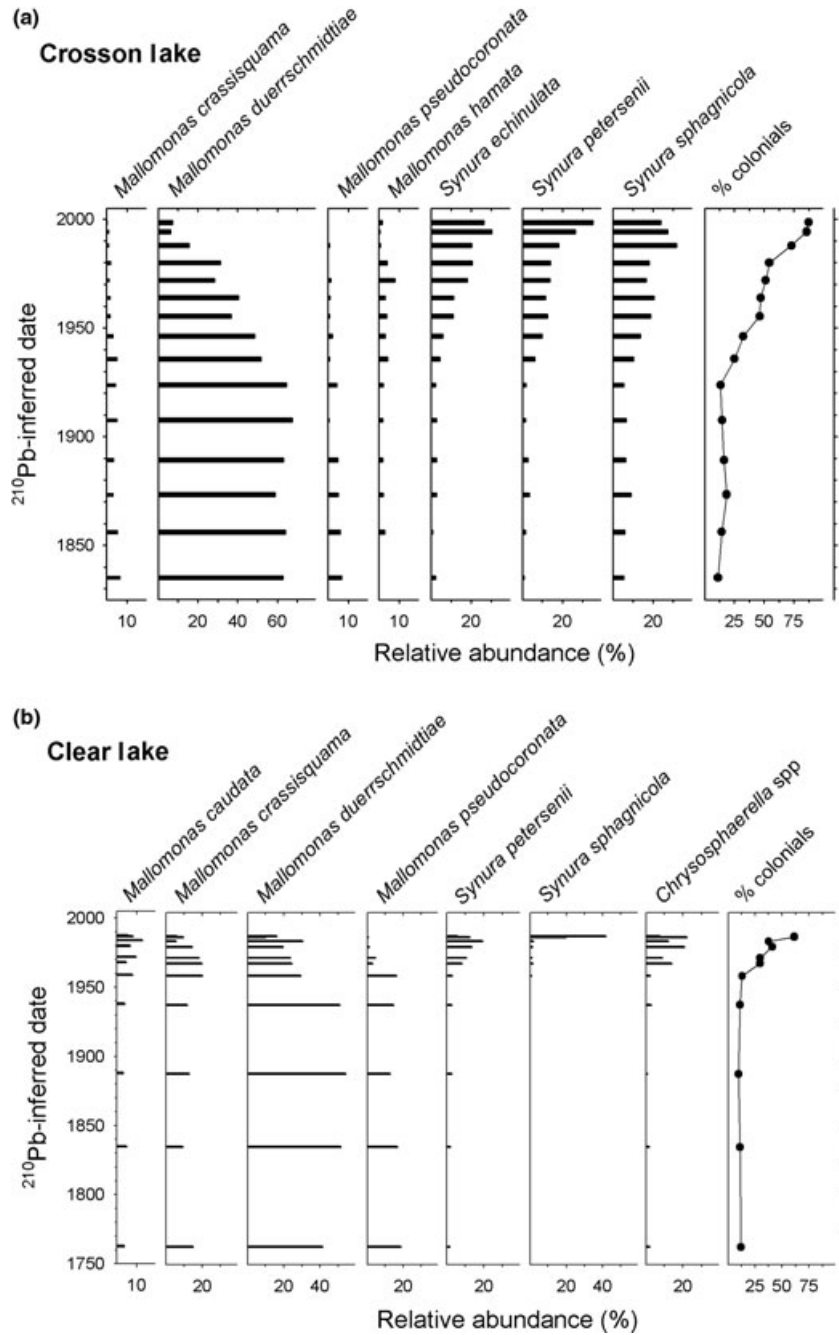 (a)
Crosson lake
Mallomonas crassisquama
Mallomonas duerrschmidtiae
Mallomonas pseudocoronata
Mallomonas hamata
Synura echinulata
Synura petersenii
Synura sphagnicola
% colonials
2000
1950
1900
1850
210Pb-inferred date
10 20 40 60 10 10 20 20 20 25 50 75
Relative abundance (%)
(b)
Clear lake
Mallomonas caudata
Mallomonas crassisquama
Mallomonas duerrschmidtiae
Mallomonas pseudocoronata
Synura petersenii
Synura sphagnicola
Chrysosphaerella spp
% colonials
2000
1950
1900
1850
1800
1750
210Pb-inferred date
10 20 20 40 20 20 20 40 20 25 50 75
Relative abundance (%)